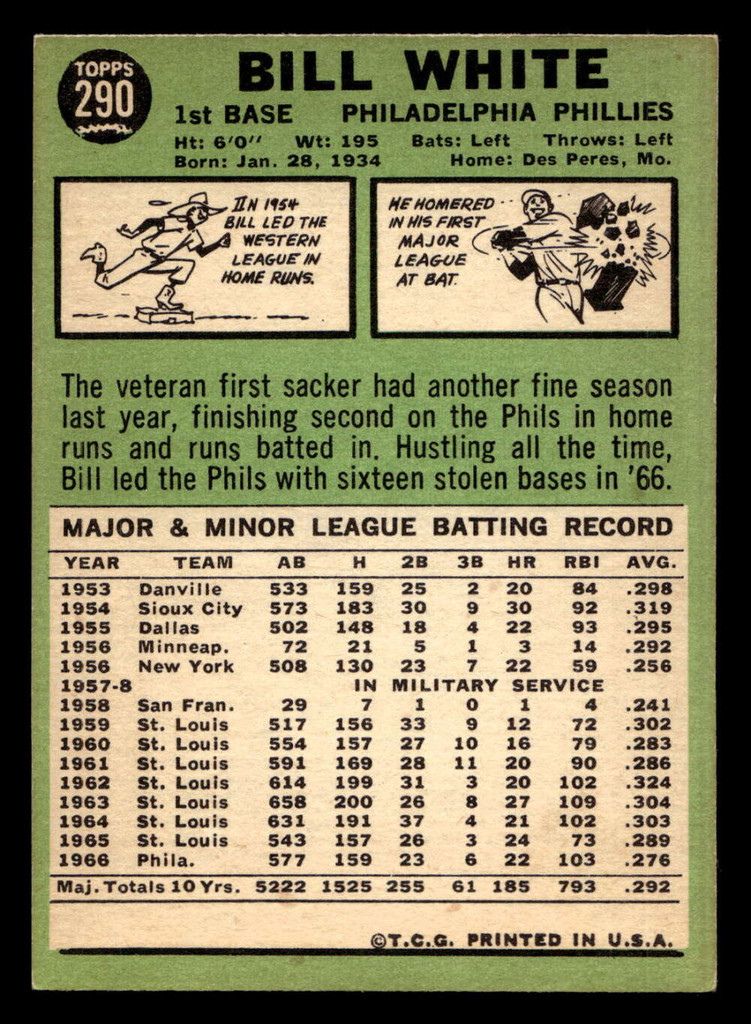 TOPPS
290
BILL WHITE
1st BASE PHILADELPHIA PHILLIES
Ht: 6'0" Wt: 195 Bats: Left Throws: Left
Born: Jan. 28, 1934 Home: Des Peres, Mo.
IN 1954
BILL LED THE
WESTERN
LEAGUE IN
HOME RUNS.
HE HOMERED
IN HIS FIRST
MAJOR
LEAGUE
AT BAT.
The veteran first sacker had another fine season
last year, finishing second on the Phils in home
runs and runs batted in. Hustling all the time,
Bill led the Phils with sixteen stolen bases in '66.
MAJOR & MINOR LEAGUE BATTING RECORD
YEAR TEAM AB H 2B 3B HR RBI AVG.
1953 Danville 533 159 25 2 20 84 .298
1954 Sioux City 573 183 30 9 30 92 .319
1955 Dallas 502 148 18 4 22 93 .295
1956 Minneap. 72 21 5 1 3 14 .292
1956 New York 508 130 23 7 22 59 .256
1957-8 IN MILITARY SERVICE
1958 San Fran. 29 7 1 0 1 4 .241
1959 St. Louis 517 156 33 9 12 72 .302
1960 St. Louis 554 157 27 10 16 79 .283
1961 St. Louis 591 169 28 11 20 90 .286
1962 St. Louis 614 199 31 3 20 102 .324
1963 St. Louis 658 200 26 8 27 109 .304
1964 St. Louis 631 191 37 4 21 102 .303
1965 St. Louis 543 157 26 3 24 73 .289
1966 Phila. 577 159 23 6 22 103 .276
Maj. Totals 10 Yrs. 5222 1525 255 61 185 793 .292
©T.C.G. PRINTED IN U.S.A.